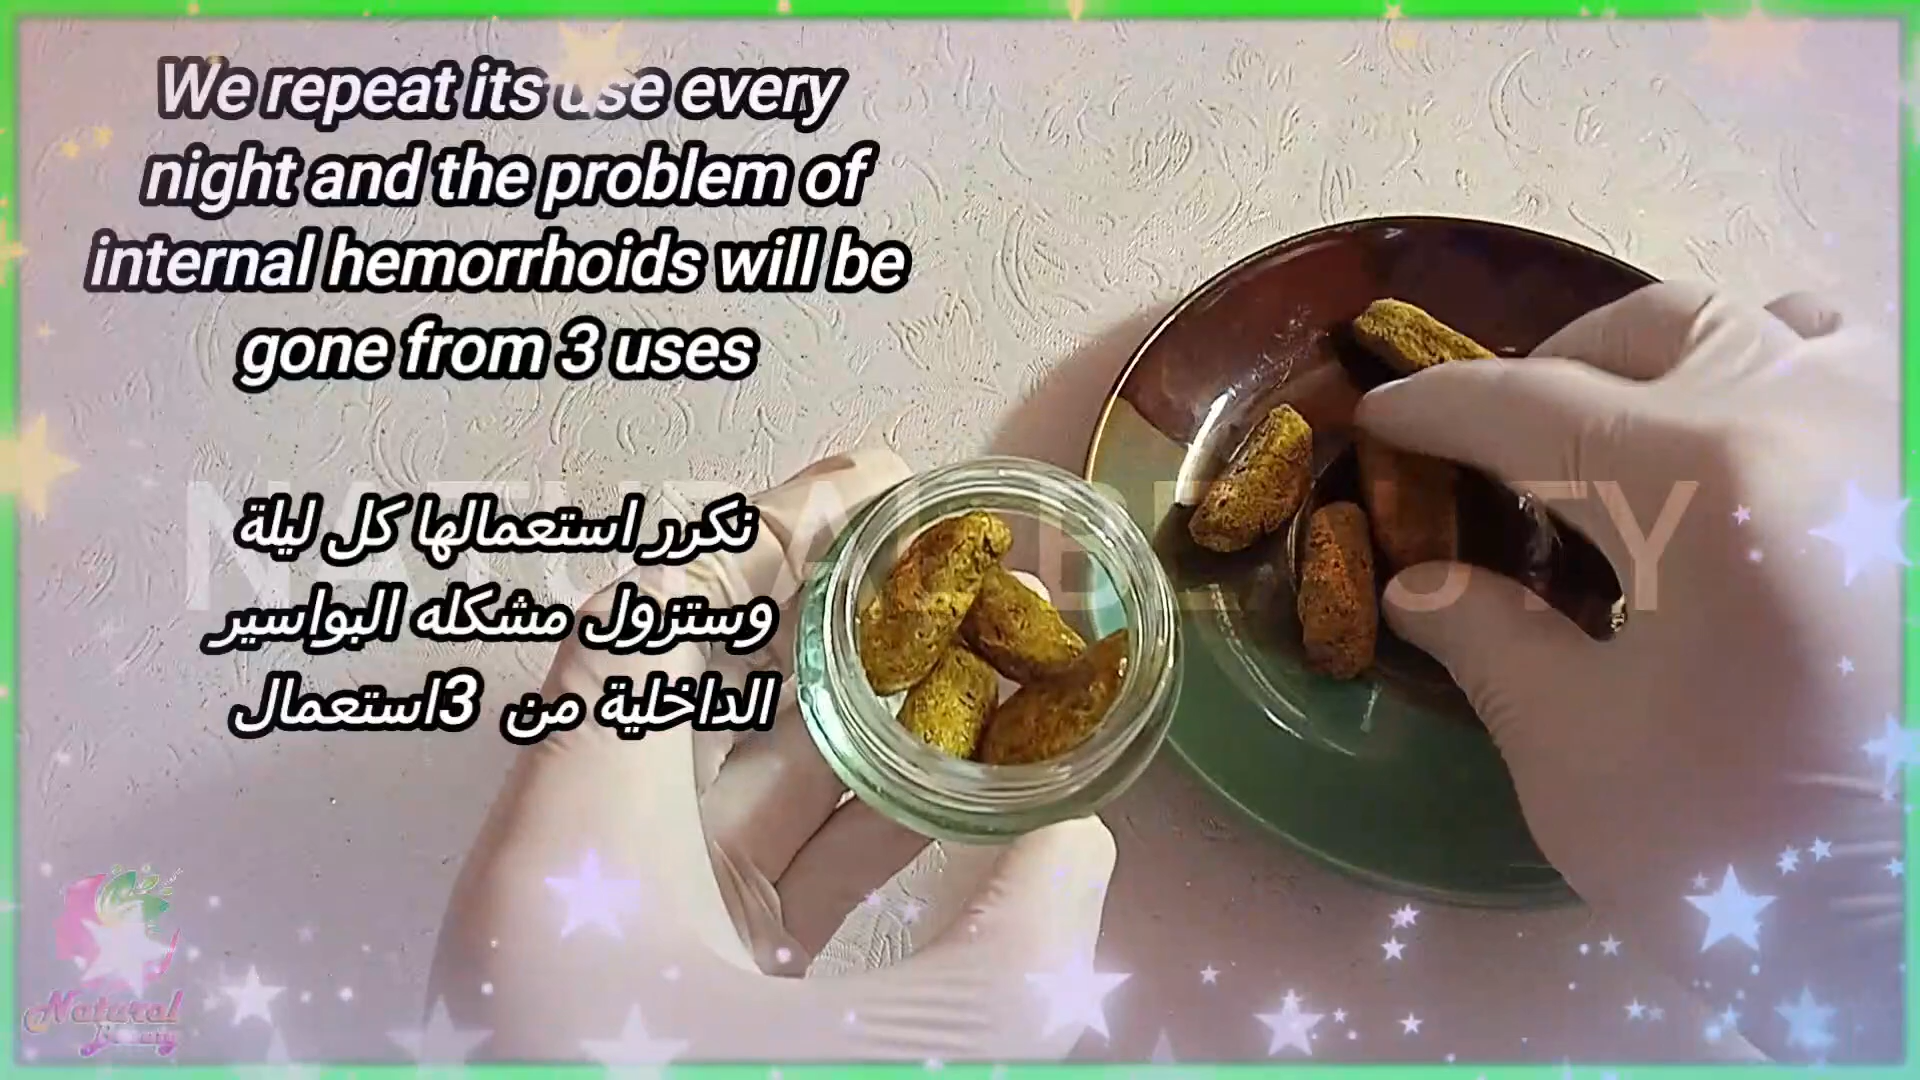 We repeat its use every
night and the problem of
internal hemorrhoids will be
gone from 3 uses
نكرر استعمالها كل ليلة
وستزول مشكله البواسير
الداخلية من 3استعمال
NATURAL BEAUTY
Natural
Beauty